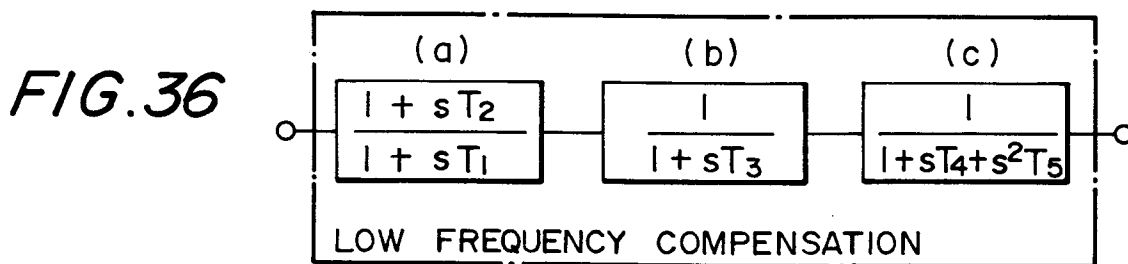 FIG.36
(a) (b) (c)
1 + sT2 1 1
1 + sT1 1 + sT3 1+sT4+s²T5
LOW FREQUENCY COMPENSATION